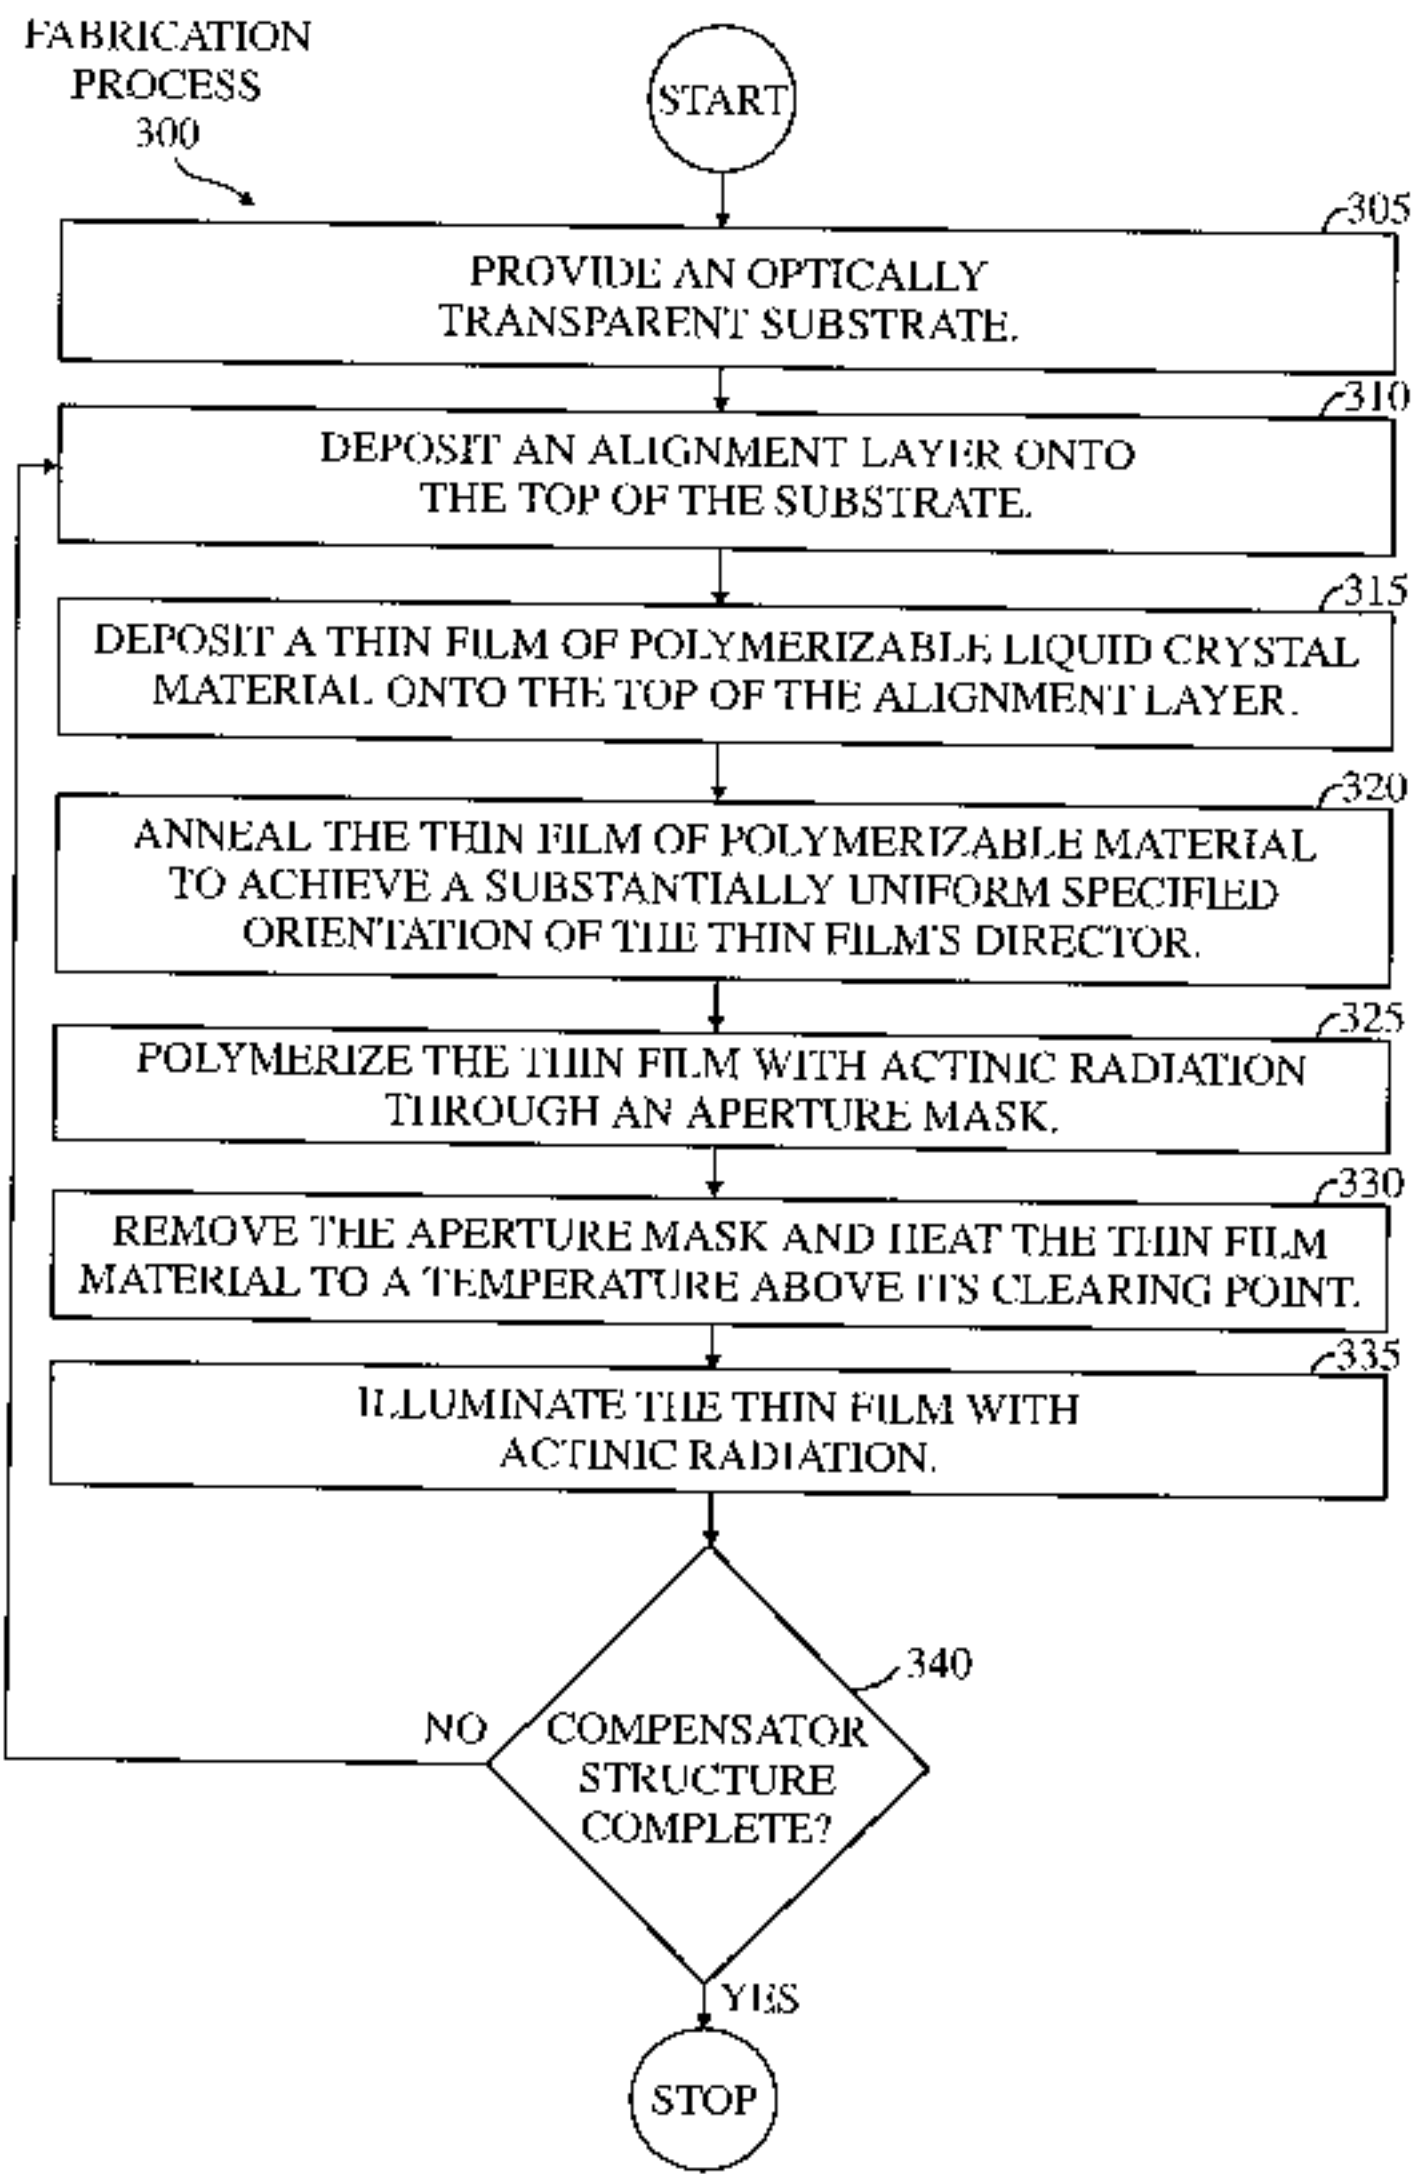 FABRICATION
PROCESS
300
START
305
PROVIDE AN OPTICALLY
TRANSPARENT SUBSTRATE.
310
DEPOSIT AN ALIGNMENT LAYER ONTO
THE TOP OF THE SUBSTRATE.
315
DEPOSIT A THIN FILM OF POLYMERIZABLE LIQUID CRYSTAL
MATERIAL ONTO THE TOP OF THE ALIGNMENT LAYER.
320
ANNEAL THE THIN FILM OF POLYMERIZABLE MATERIAL
TO ACHIEVE A SUBSTANTIALLY UNIFORM SPECIFIED
ORIENTATION OF THE THIN FILM'S DIRECTOR.
325
POLYMERIZE THE THIN FILM WITH ACTINIC RADIATION
THROUGH AN APERTURE MASK.
330
REMOVE THE APERTURE MASK AND HEAT THE THIN FILM
MATERIAL TO A TEMPERATURE ABOVE ITS CLEARING POINT.
335
ILLUMINATE THE THIN FILM WITH
ACTINIC RADIATION.
340
NO
COMPENSATOR
STRUCTURE
COMPLETE?
YES
STOP